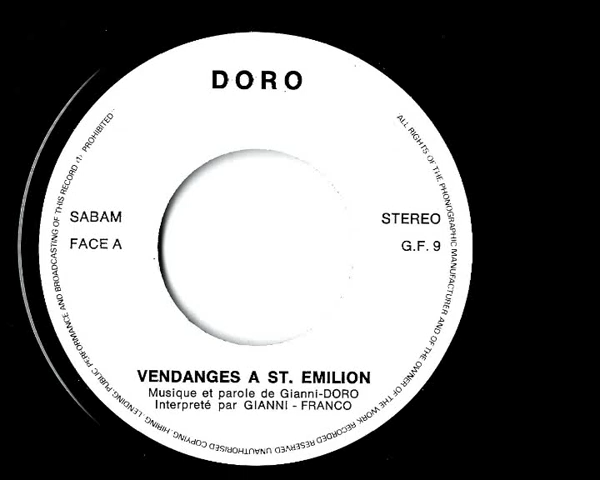 DORO
ALL RIGHTS OF THE PHONOGRAPHIC MANUFACTURER AND OF THE OWNER OF THE WORK RECORDED RESERVED UNAUTHORISED COPYING, HIRING, LENDING, PUBLIC PERFORMANCE AND BROADCASTING OF THIS RECORD (1) PROHIBITED
SABAM
STEREO
FACE A
G.F. 9
VENDANGES A ST. EMILION
Musique et parole de Gianni-DORO
Interpreté par GIANNI - FRANCO